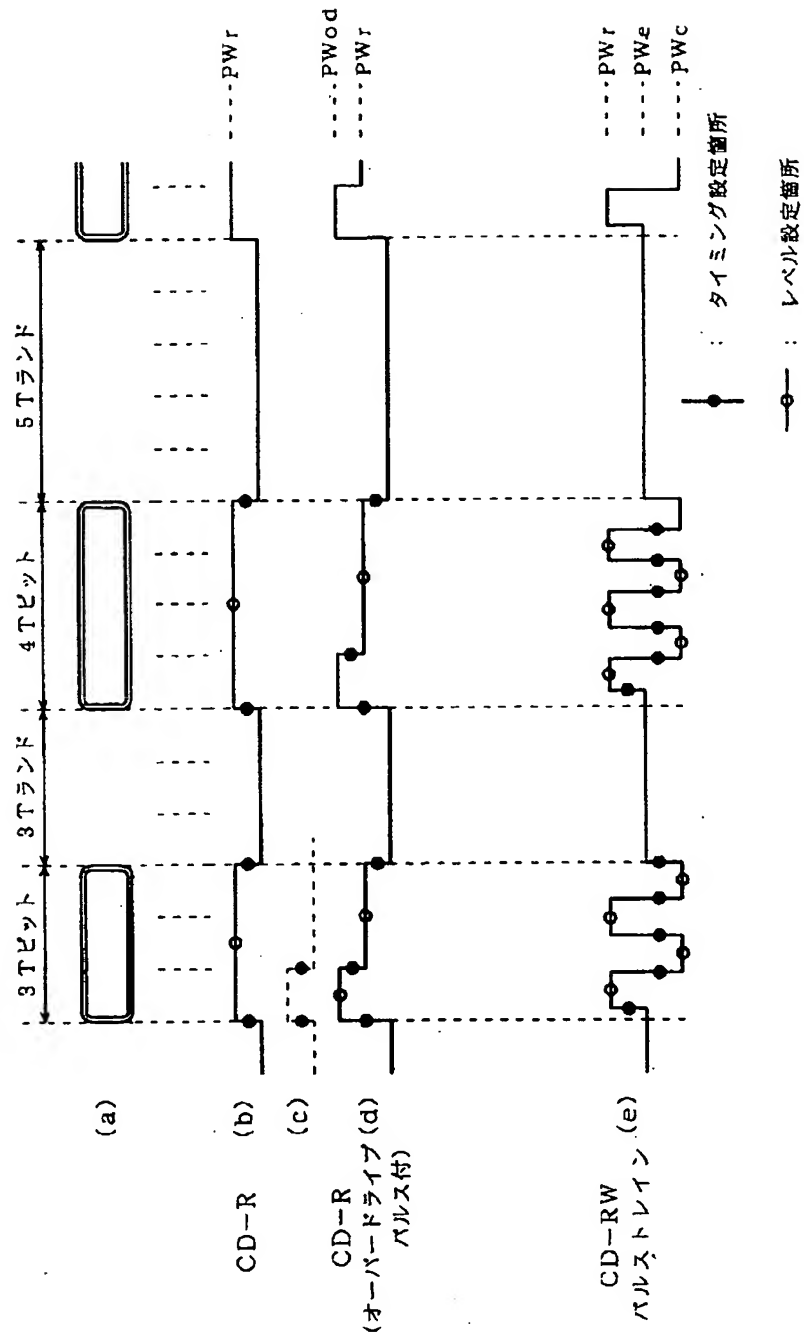 3Tピット
3Tランド
4Tピット
5Tランド
(a)
CD-R
(b)
PWr
(c)
CD-R
(オーバードライブ
パルス付)
(d)
PWod
PWr
CD-RW
パルストレイン
(e)
PWr
PWe
PWc
: タイミング設定箇所
: レベル設定箇所